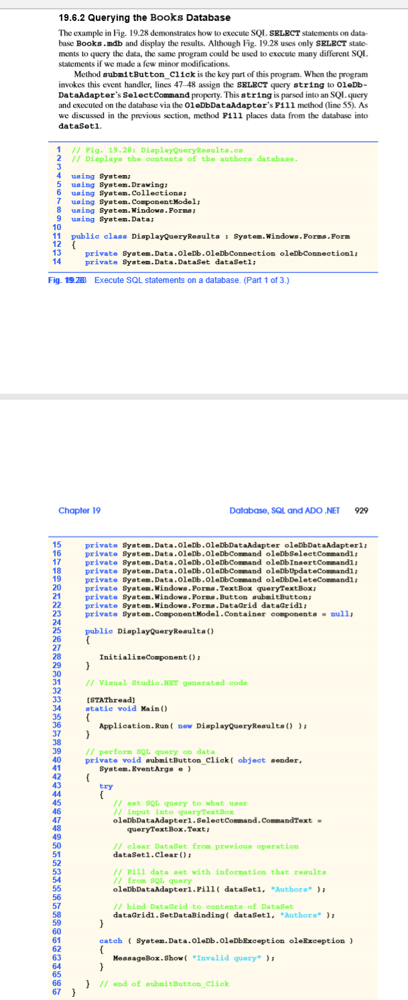 19.6.2 Querying the Books Database
The example in Fig. 19.28 demonstrates how to execute SQL SELECT statements on data-
base Books.mdb and display the results. Although Fig. 19.28 uses only SELECT state-
ments to query the data, the same program could be used to execute many different SQL
statements if we made a few minor modifications.
Method submitButton_Click is the key part of this program. When the program
invokes this event handler, lines 47–48 assign the SELECT query string to OleDb-
DataAdapter's SelectCommand property. This string is parsed into an SQL query
and executed on the database via the OleDbDataAdapter's Fill method (line 55). As
we discussed in the previous section, method Fill places data from the database into
dataSet1.
1 // Fig. 19.28: DisplayQueryResults.cs
2 // Displays the contents of the authors database.
3
4 using System;
5 using System.Drawing;
6 using System.Collections;
7 using System.ComponentModel;
8 using System.Windows.Forms;
9 using System.Data;
10
11 public class DisplayQueryResults : System.Windows.Forms.Form
12 {
13 private System.Data.OleDb.OleDbConnection oleDbConnection1;
14 private System.Data.DataSet dataSet1;
Fig. 19.28 Execute SQL statements on a database. (Part 1 of 3.)
Chapter 19 Database, SQL and ADO .NET 929
15 private System.Data.OleDb.OleDbDataAdapter oleDbDataAdapter1;
16 private System.Data.OleDb.OleDbCommand oleDbSelectCommand1;
17 private System.Data.OleDb.OleDbCommand oleDbInsertCommand1;
18 private System.Data.OleDb.OleDbCommand oleDbUpdateCommand1;
19 private System.Data.OleDb.OleDbCommand oleDbDeleteCommand1;
20 private System.Windows.Forms.TextBox queryTextBox;
21 private System.Windows.Forms.Button submitButton;
22 private System.Windows.Forms.DataGrid dataGrid1;
23 private System.ComponentModel.Container components = null;
24
25 public DisplayQueryResults()
26 {
27
28 InitializeComponent();
29 }
30
31 // Visual Studio.NET generated code
32
33 [STAThread]
34 static void Main()
35 {
36 Application.Run( new DisplayQueryResults() );
37 }
38
39 // perform SQL query on data
40 private void submitButton_Click( object sender,
41 System.EventArgs e )
42 {
43 try
44 {
45 // set SQL query to what user
46 // input into queryTextBox
47 oleDbDataAdapter1.SelectCommand.CommandText =
48 queryTextBox.Text;
49
50 // clear DataSet from previous operation
51 dataSet1.Clear();
52
53 // Fill data set with information that results
54 // from SQL query
55 oleDbDataAdapter1.Fill( dataSet1, "Authors" );
56
57 // bind DataGrid to contents of DataSet
58 dataGrid1.SetDataBinding( dataSet1, "Authors" );
59 }
60
61 catch ( System.Data.OleDb.OleDbException oleException )
62 {
63 MessageBox.Show( "Invalid query" );
64 }
65
66 } // end of submitButton_Click
67 }